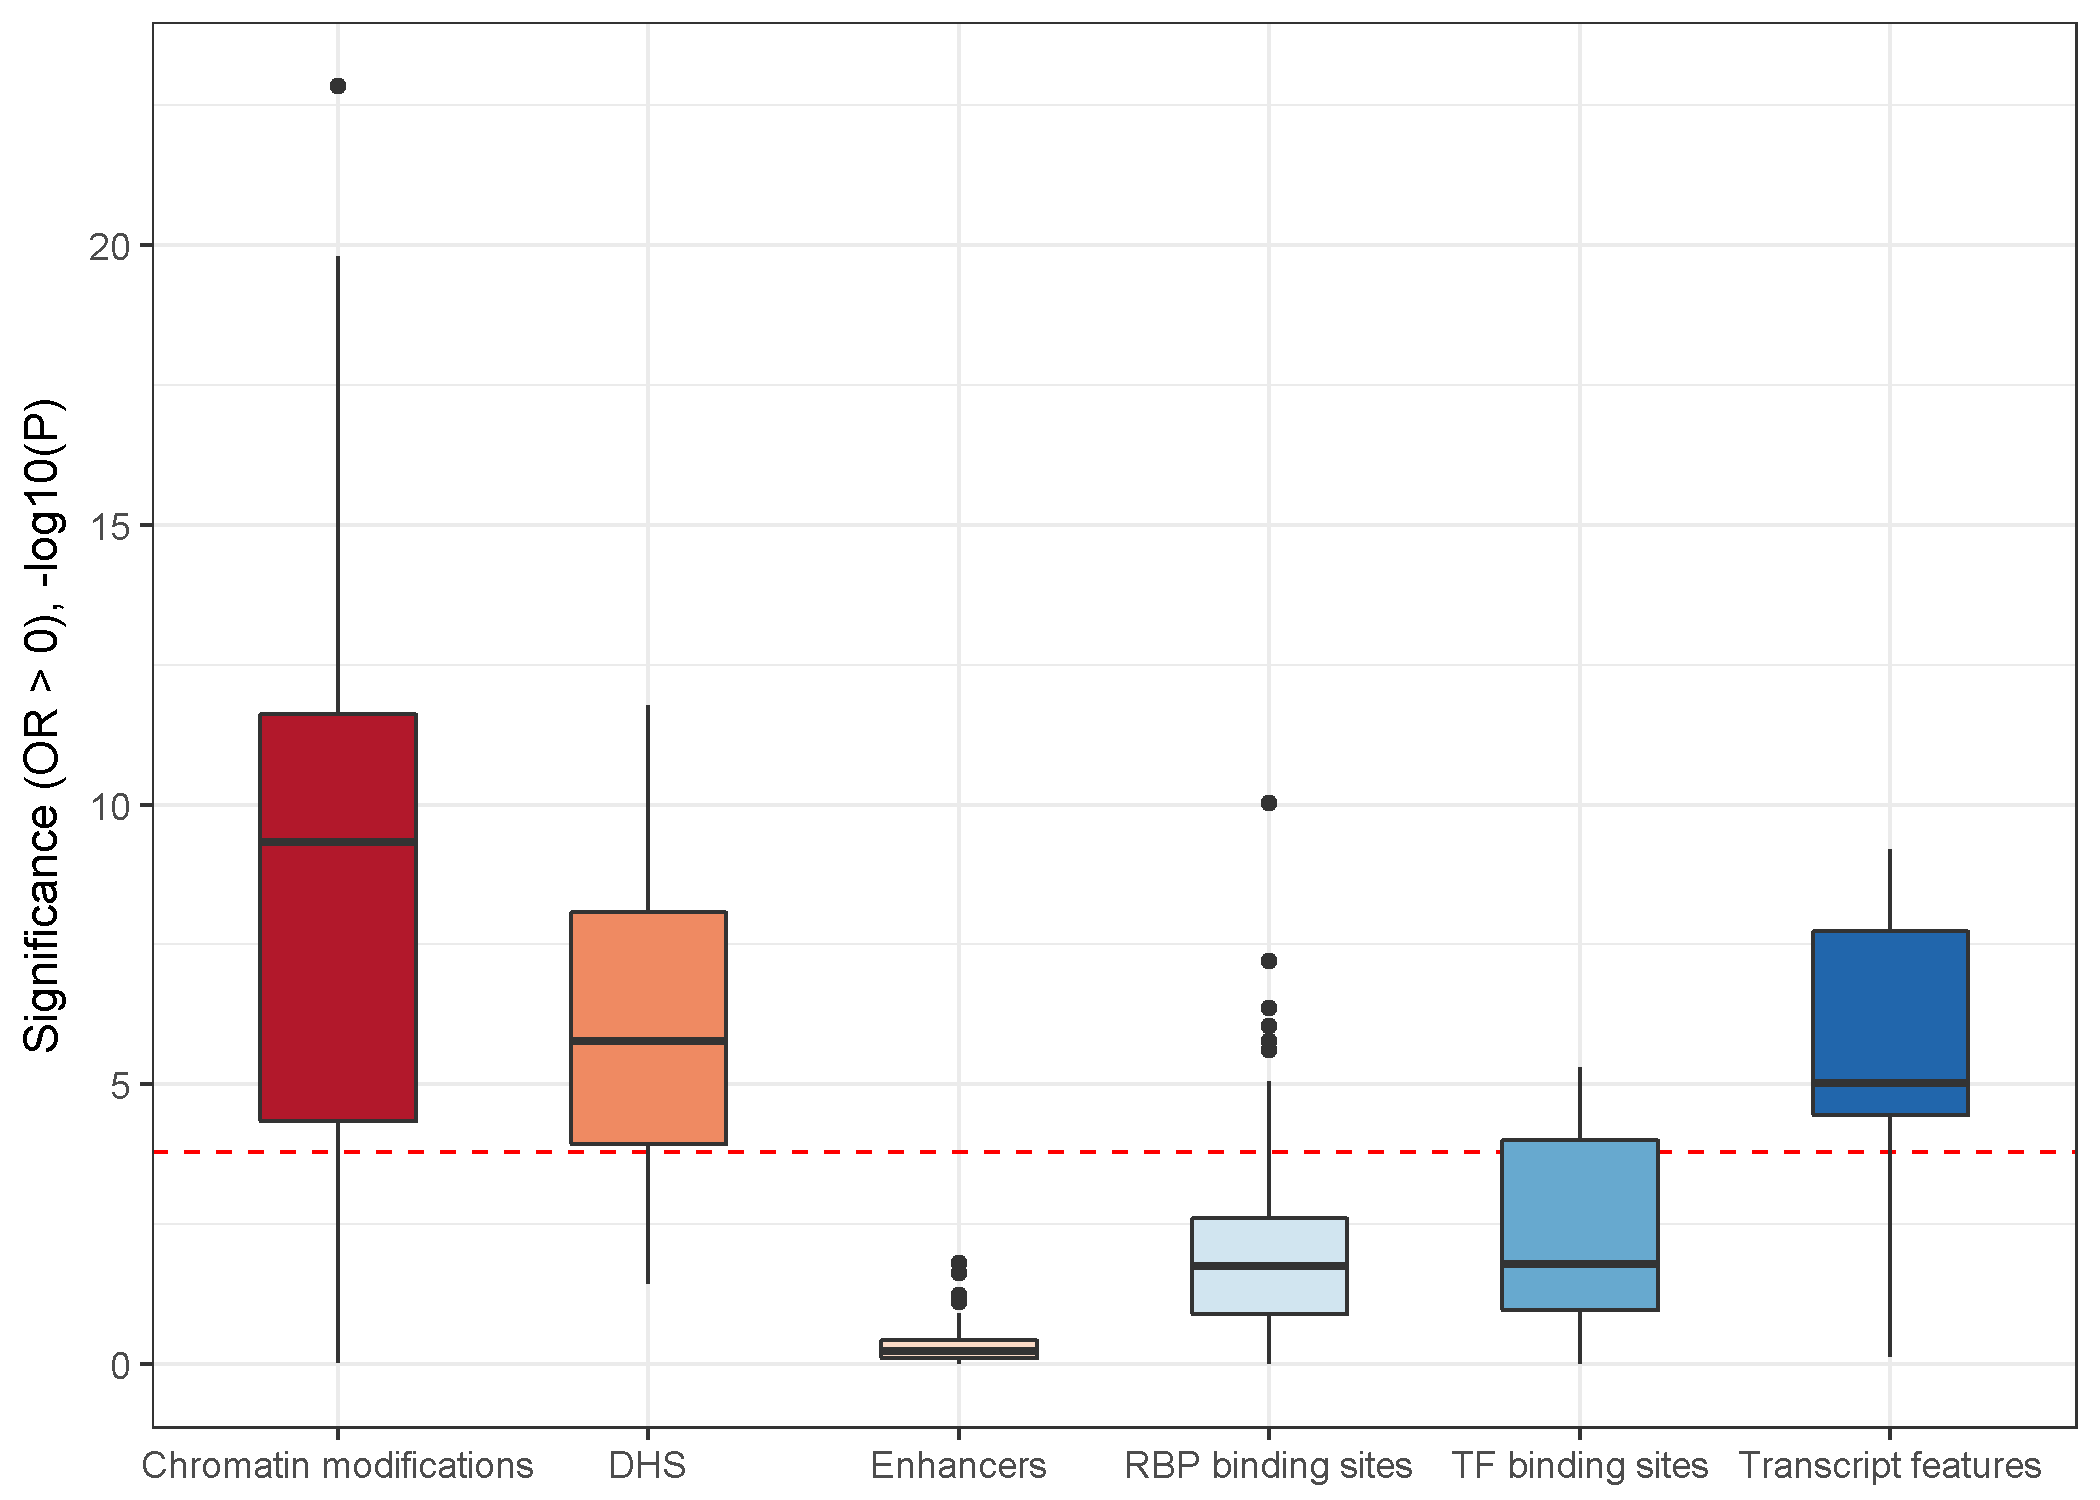 Significance (OR > 0), -log10(P)
20
15
10
5
0
Chromatin modifications
DHS
Enhancers
RBP binding sites
TF binding sites
Transcript features